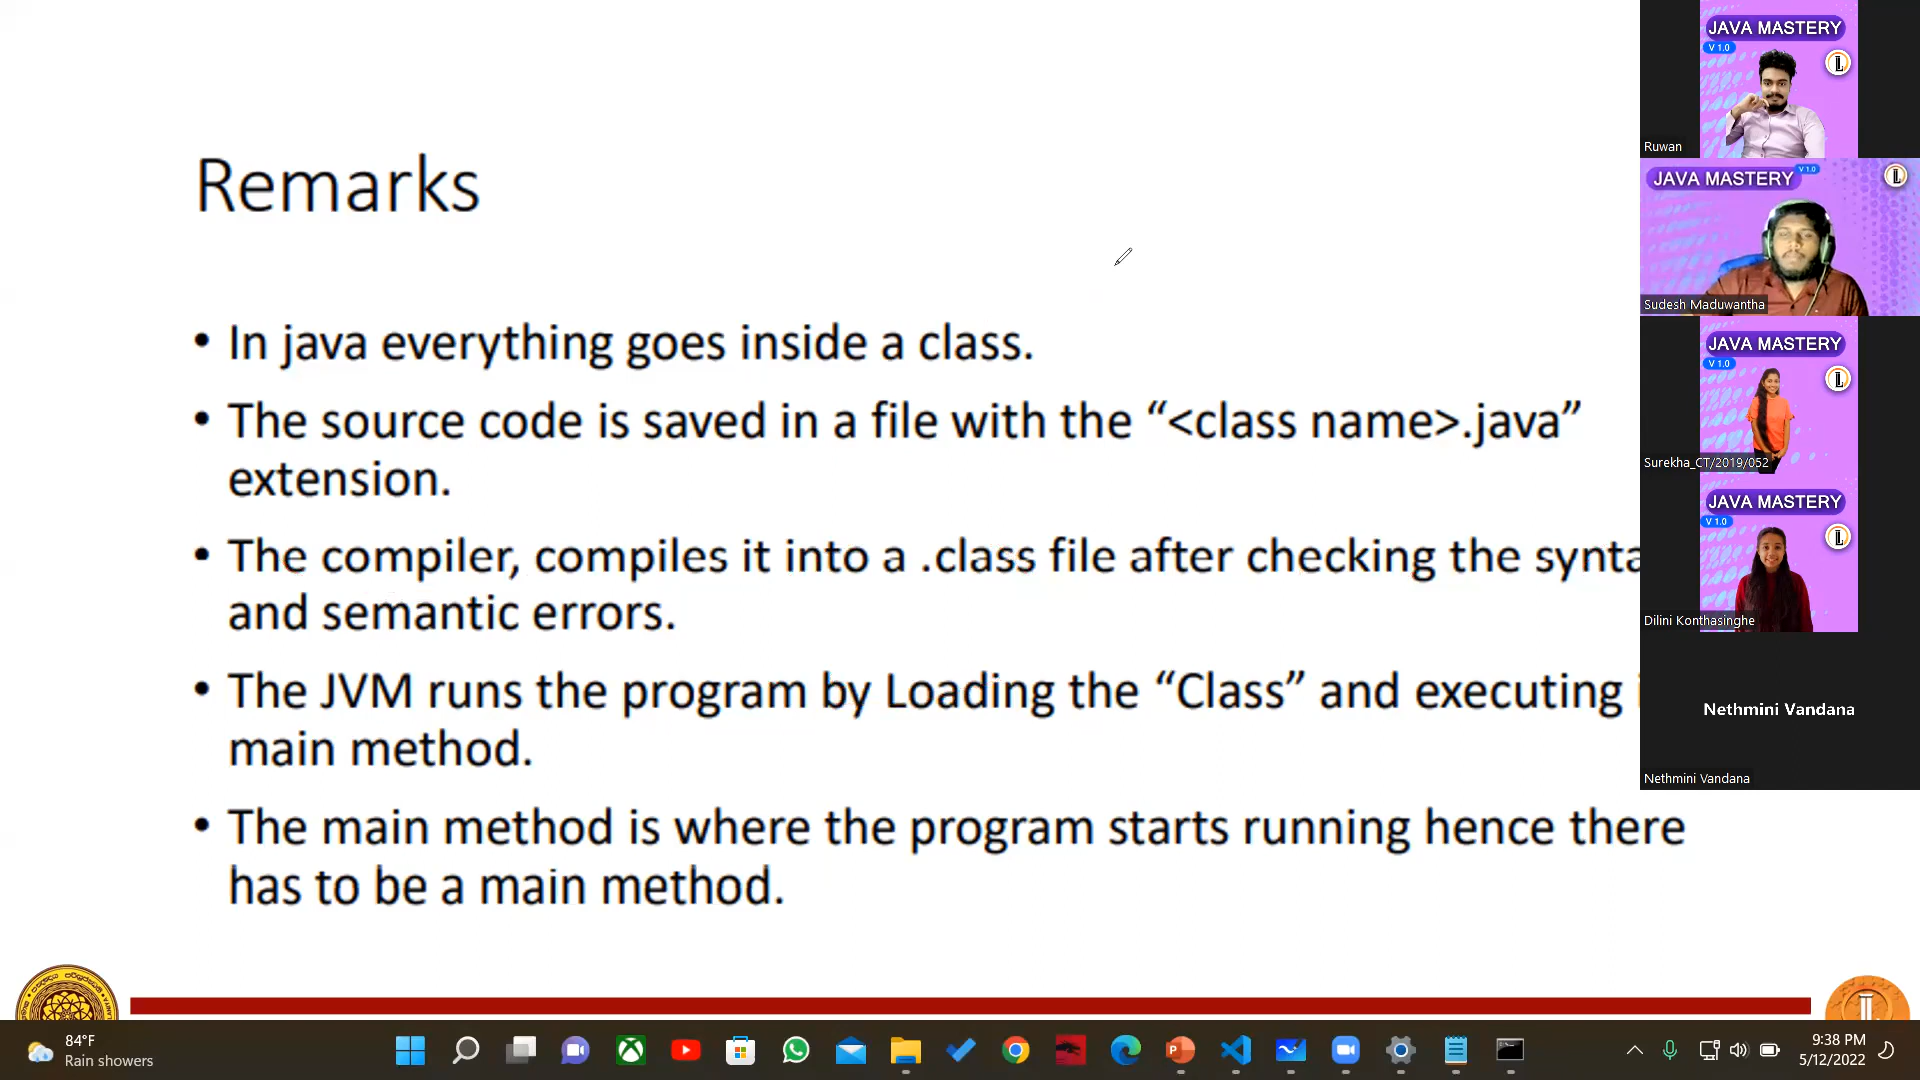 Remarks
• In java everything goes inside a class.
• The source code is saved in a file with the “<class name>.java”
extension.
• The compiler, compiles it into a .class file after checking the
and semantic errors.
• The JVM runs the program by Loading the “Class” and executing
main method.
• The main method is where the program starts running hence there
has to be a main method.
JAVA MASTERY
V 1.0
Ruwan
JAVA MASTERY
V 1.0
Sudesh Maduwantha
JAVA MASTERY
V 1.0
Surekha_CT/2019/052
JAVA MASTERY
V 1.0
Dilini Konthasinghe
Nethmini Vandana
Nethmini Vandana
84°F
Rain showers
9:38 PM
5/12/2022